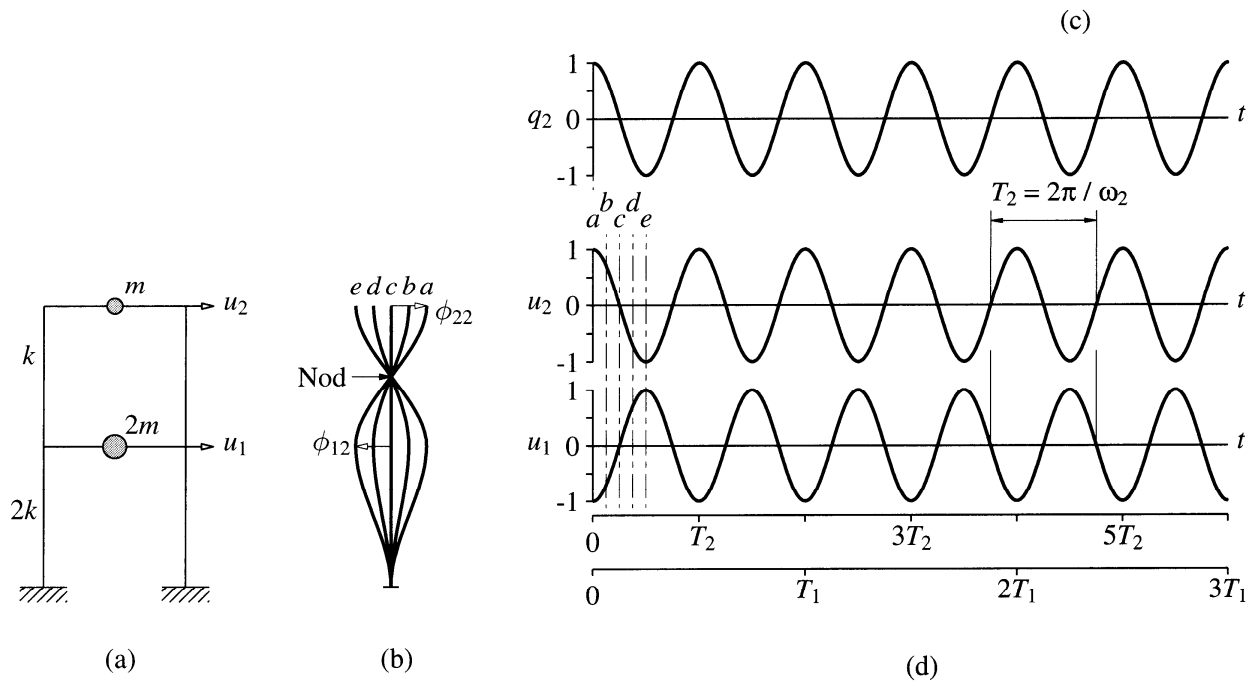 (c)
1
q₂ 0
-1
t
T₂ = 2π / ω₂
a b c d e
1
u₂ 0
-1
t
1
u₁ 0
-1
t
0 T₂ 3T₂ 5T₂
0 T₁ 2T₁ 3T₁
(d)
m
u₂
k
2m
u₁
2k
(a)
e d c b a
ϕ₂₂
Nod
ϕ₁₂
(b)